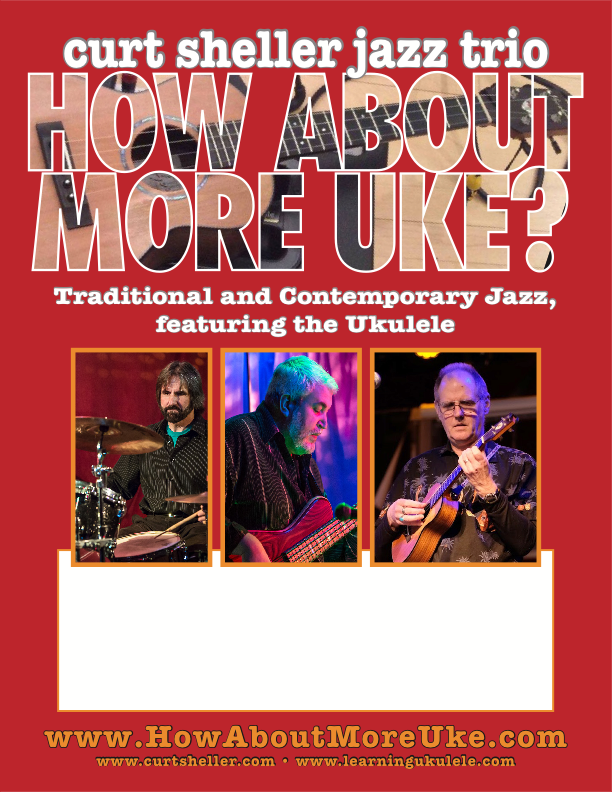 curt sheller jazz trio
HOW ABOUT
MORE UKE?
Traditional and Contemporary Jazz,
featuring the Ukulele
www.HowAboutMoreUke.com
www.curtsheller.com • www.learningukulele.com